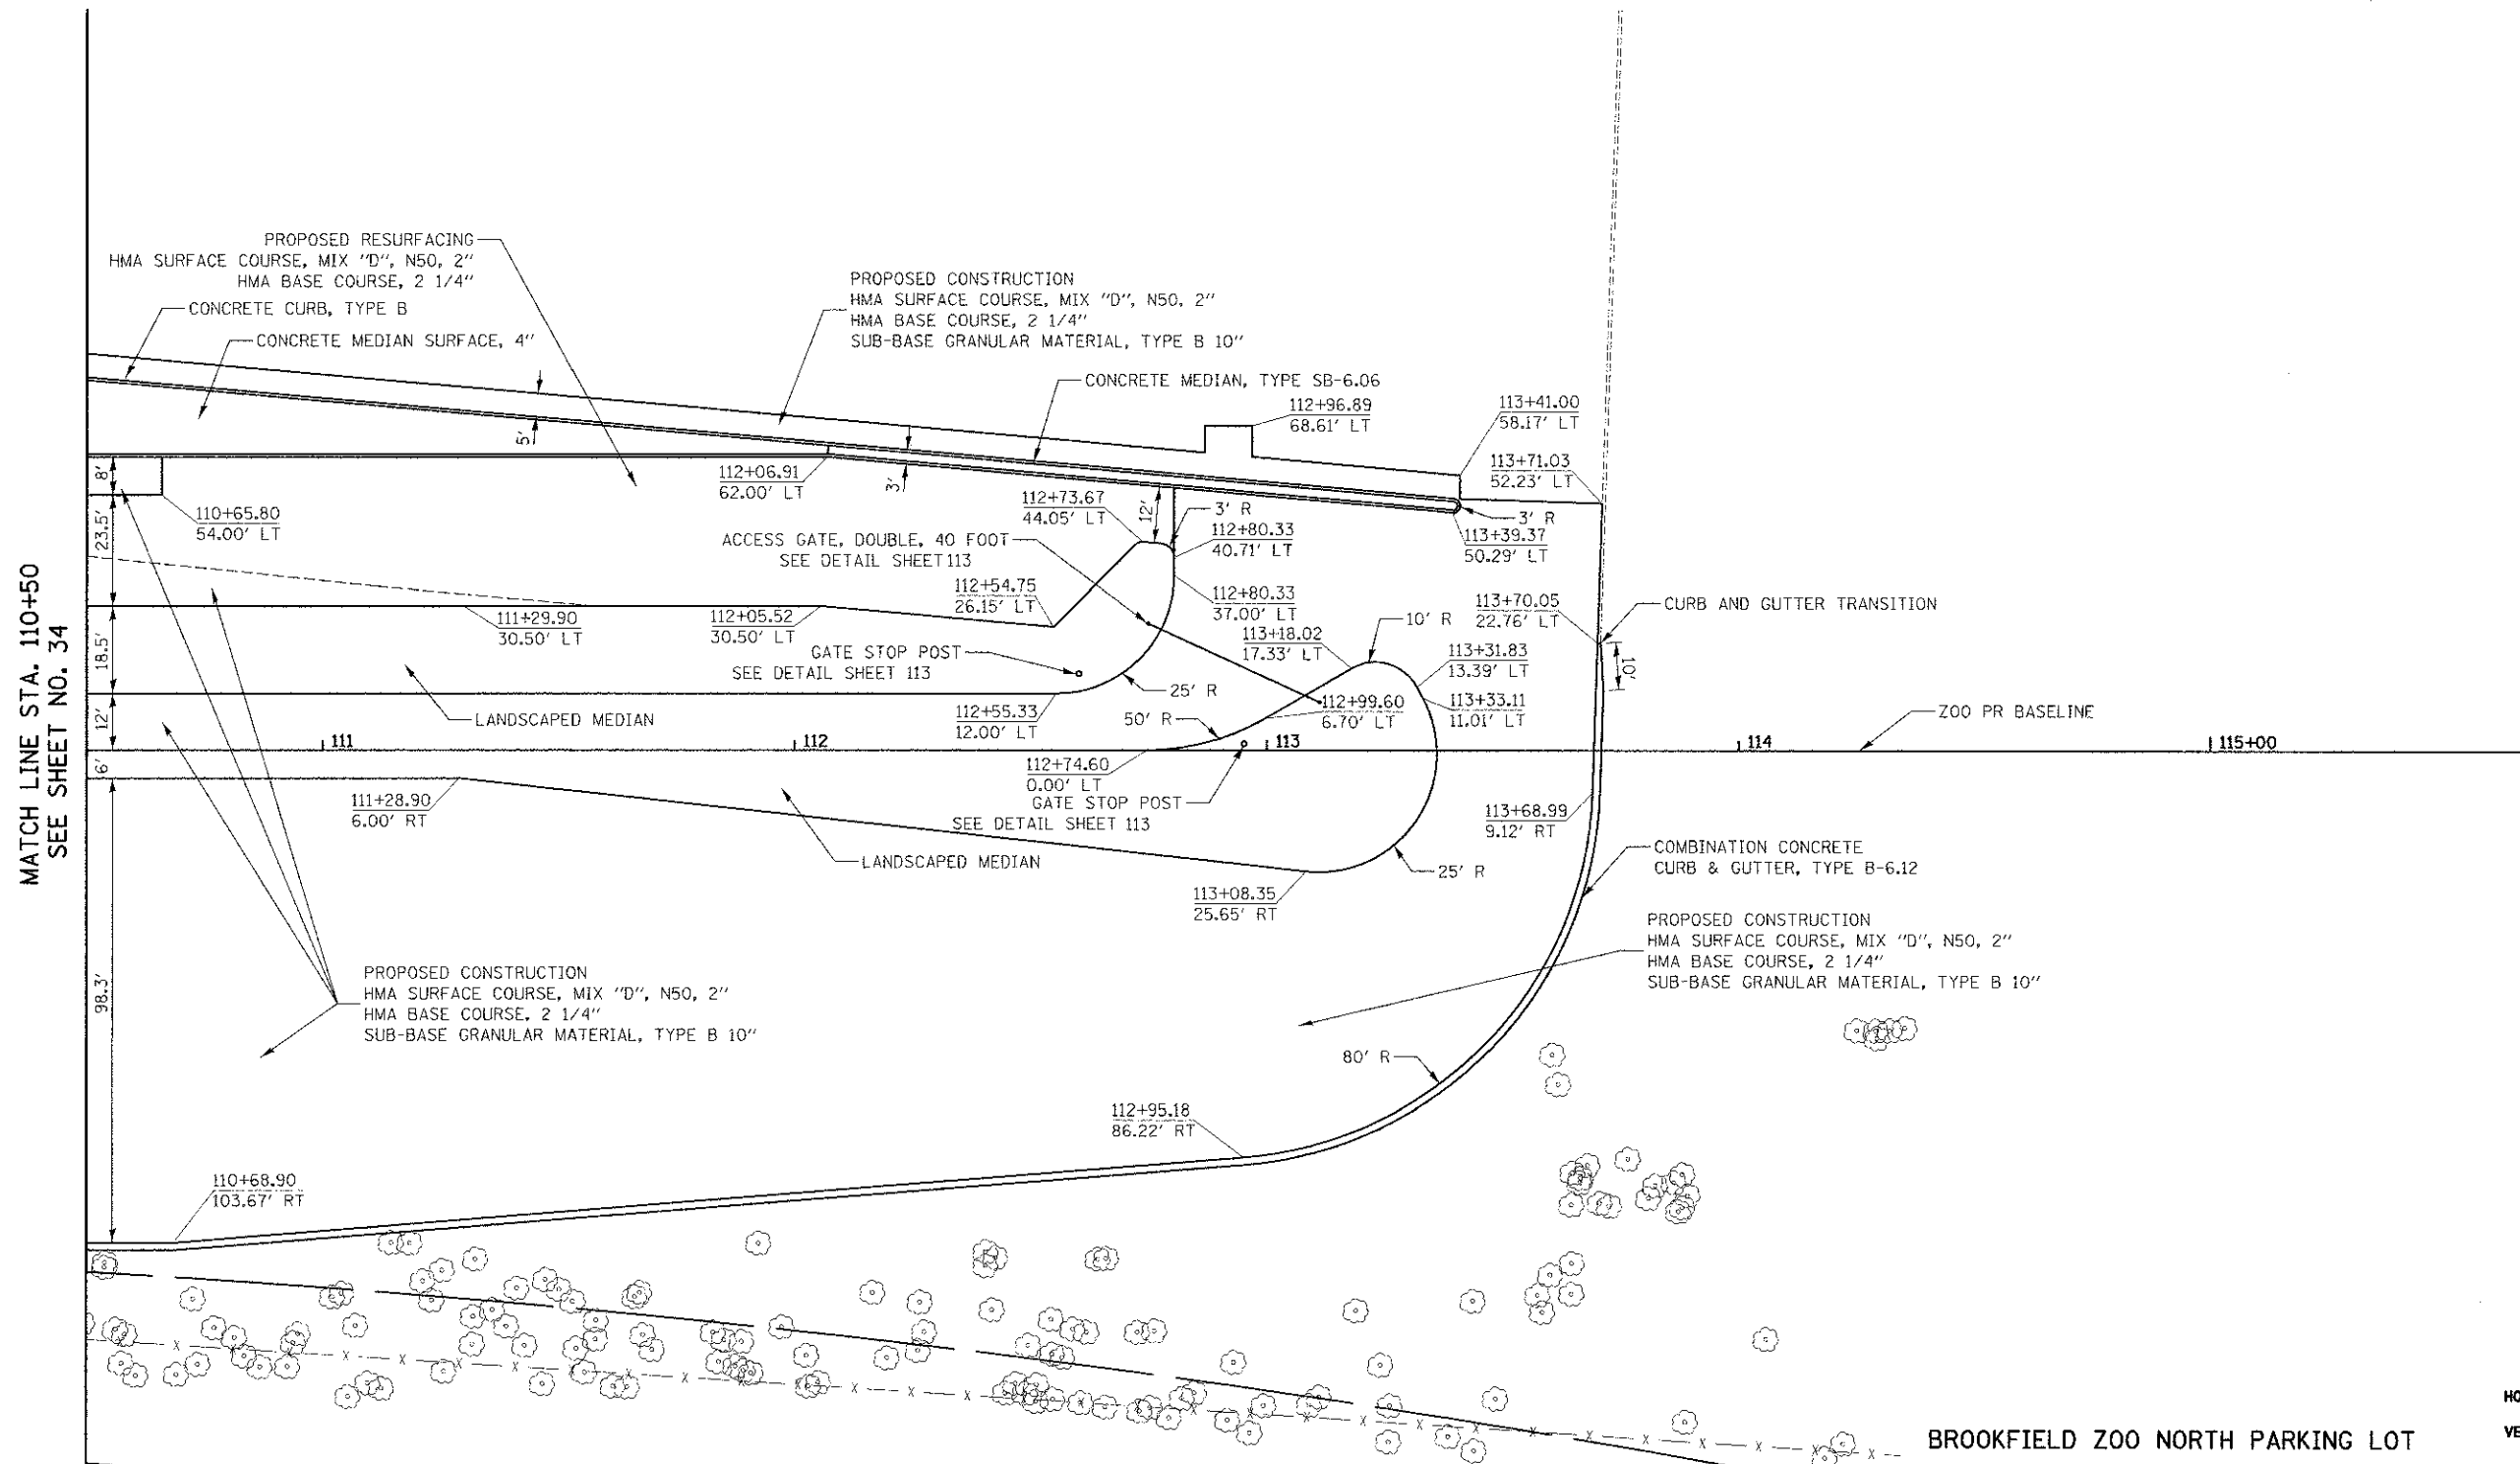 PROPOSED RESURFACING
HMA SURFACE COURSE, MIX "D", N50, 2"
HMA BASE COURSE, 2 1/4"
CONCRETE CURB, TYPE B
CONCRETE MEDIAN SURFACE, 4"
PROPOSED CONSTRUCTION
HMA SURFACE COURSE, MIX "D", N50, 2"
HMA BASE COURSE, 2 1/4"
SUB-BASE GRANULAR MATERIAL, TYPE B 10"
CONCRETE MEDIAN, TYPE SB-6.06
112+96.89
68.61' LT
113+41.00
58.17' LT
113+71.03
52.23' LT
5'
3'
8'
112+06.91
62.00' LT
110+65.80
54.00' LT
23.5'
112+73.67
44.05' LT
12'
3' R
112+80.33
40.71' LT
3' R
113+39.37
50.29' LT
ACCESS GATE, DOUBLE, 40 FOOT
SEE DETAIL SHEET 113
112+54.75
26.15' LT
112+80.33
37.00' LT
111+29.90
30.50' LT
112+05.52
30.50' LT
113+70.05
22.76' LT
CURB AND GUTTER TRANSITION
10'
113+18.02
17.33' LT
10' R
113+31.83
13.39' LT
GATE STOP POST
SEE DETAIL SHEET 113
18.5'
25' R
112+99.60
6.70' LT
113+33.11
11.01' LT
LANDSCAPED MEDIAN
112+55.33
12.00' LT
50' R
ZOO PR BASELINE
12'
111
112
113
114
115+00
6'
112+74.60
0.00' LT
GATE STOP POST
SEE DETAIL SHEET 113
111+28.90
6.00' RT
113+68.99
9.12' RT
LANDSCAPED MEDIAN
25' R
113+08.35
25.65' RT
COMBINATION CONCRETE
CURB & GUTTER, TYPE B-6.12
MATCH LINE STA. 110+50
SEE SHEET NO. 34
98.3'
PROPOSED CONSTRUCTION
HMA SURFACE COURSE, MIX "D", N50, 2"
HMA BASE COURSE, 2 1/4"
SUB-BASE GRANULAR MATERIAL, TYPE B 10"
PROPOSED CONSTRUCTION
HMA SURFACE COURSE, MIX "D", N50, 2"
HMA BASE COURSE, 2 1/4"
SUB-BASE GRANULAR MATERIAL, TYPE B 10"
80' R
112+95.18
86.22' RT
110+68.90
103.67' RT
BROOKFIELD ZOO NORTH PARKING LOT